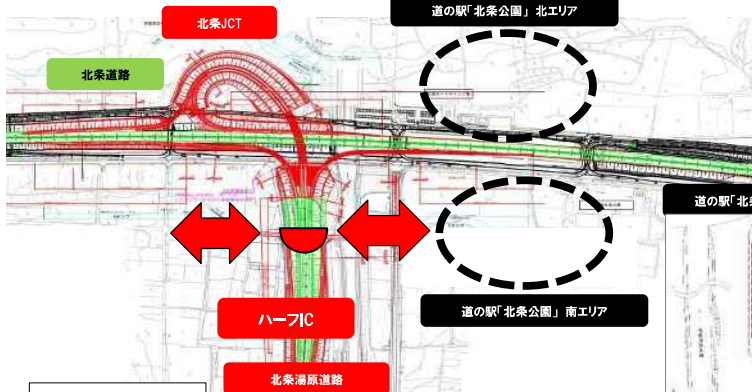 道の駅「北条公園」 北エリア
北条JCT
北条道路
道の駅「北条
ハーフIC
道の駅「北条公園」 南エリア
北条湯原道路